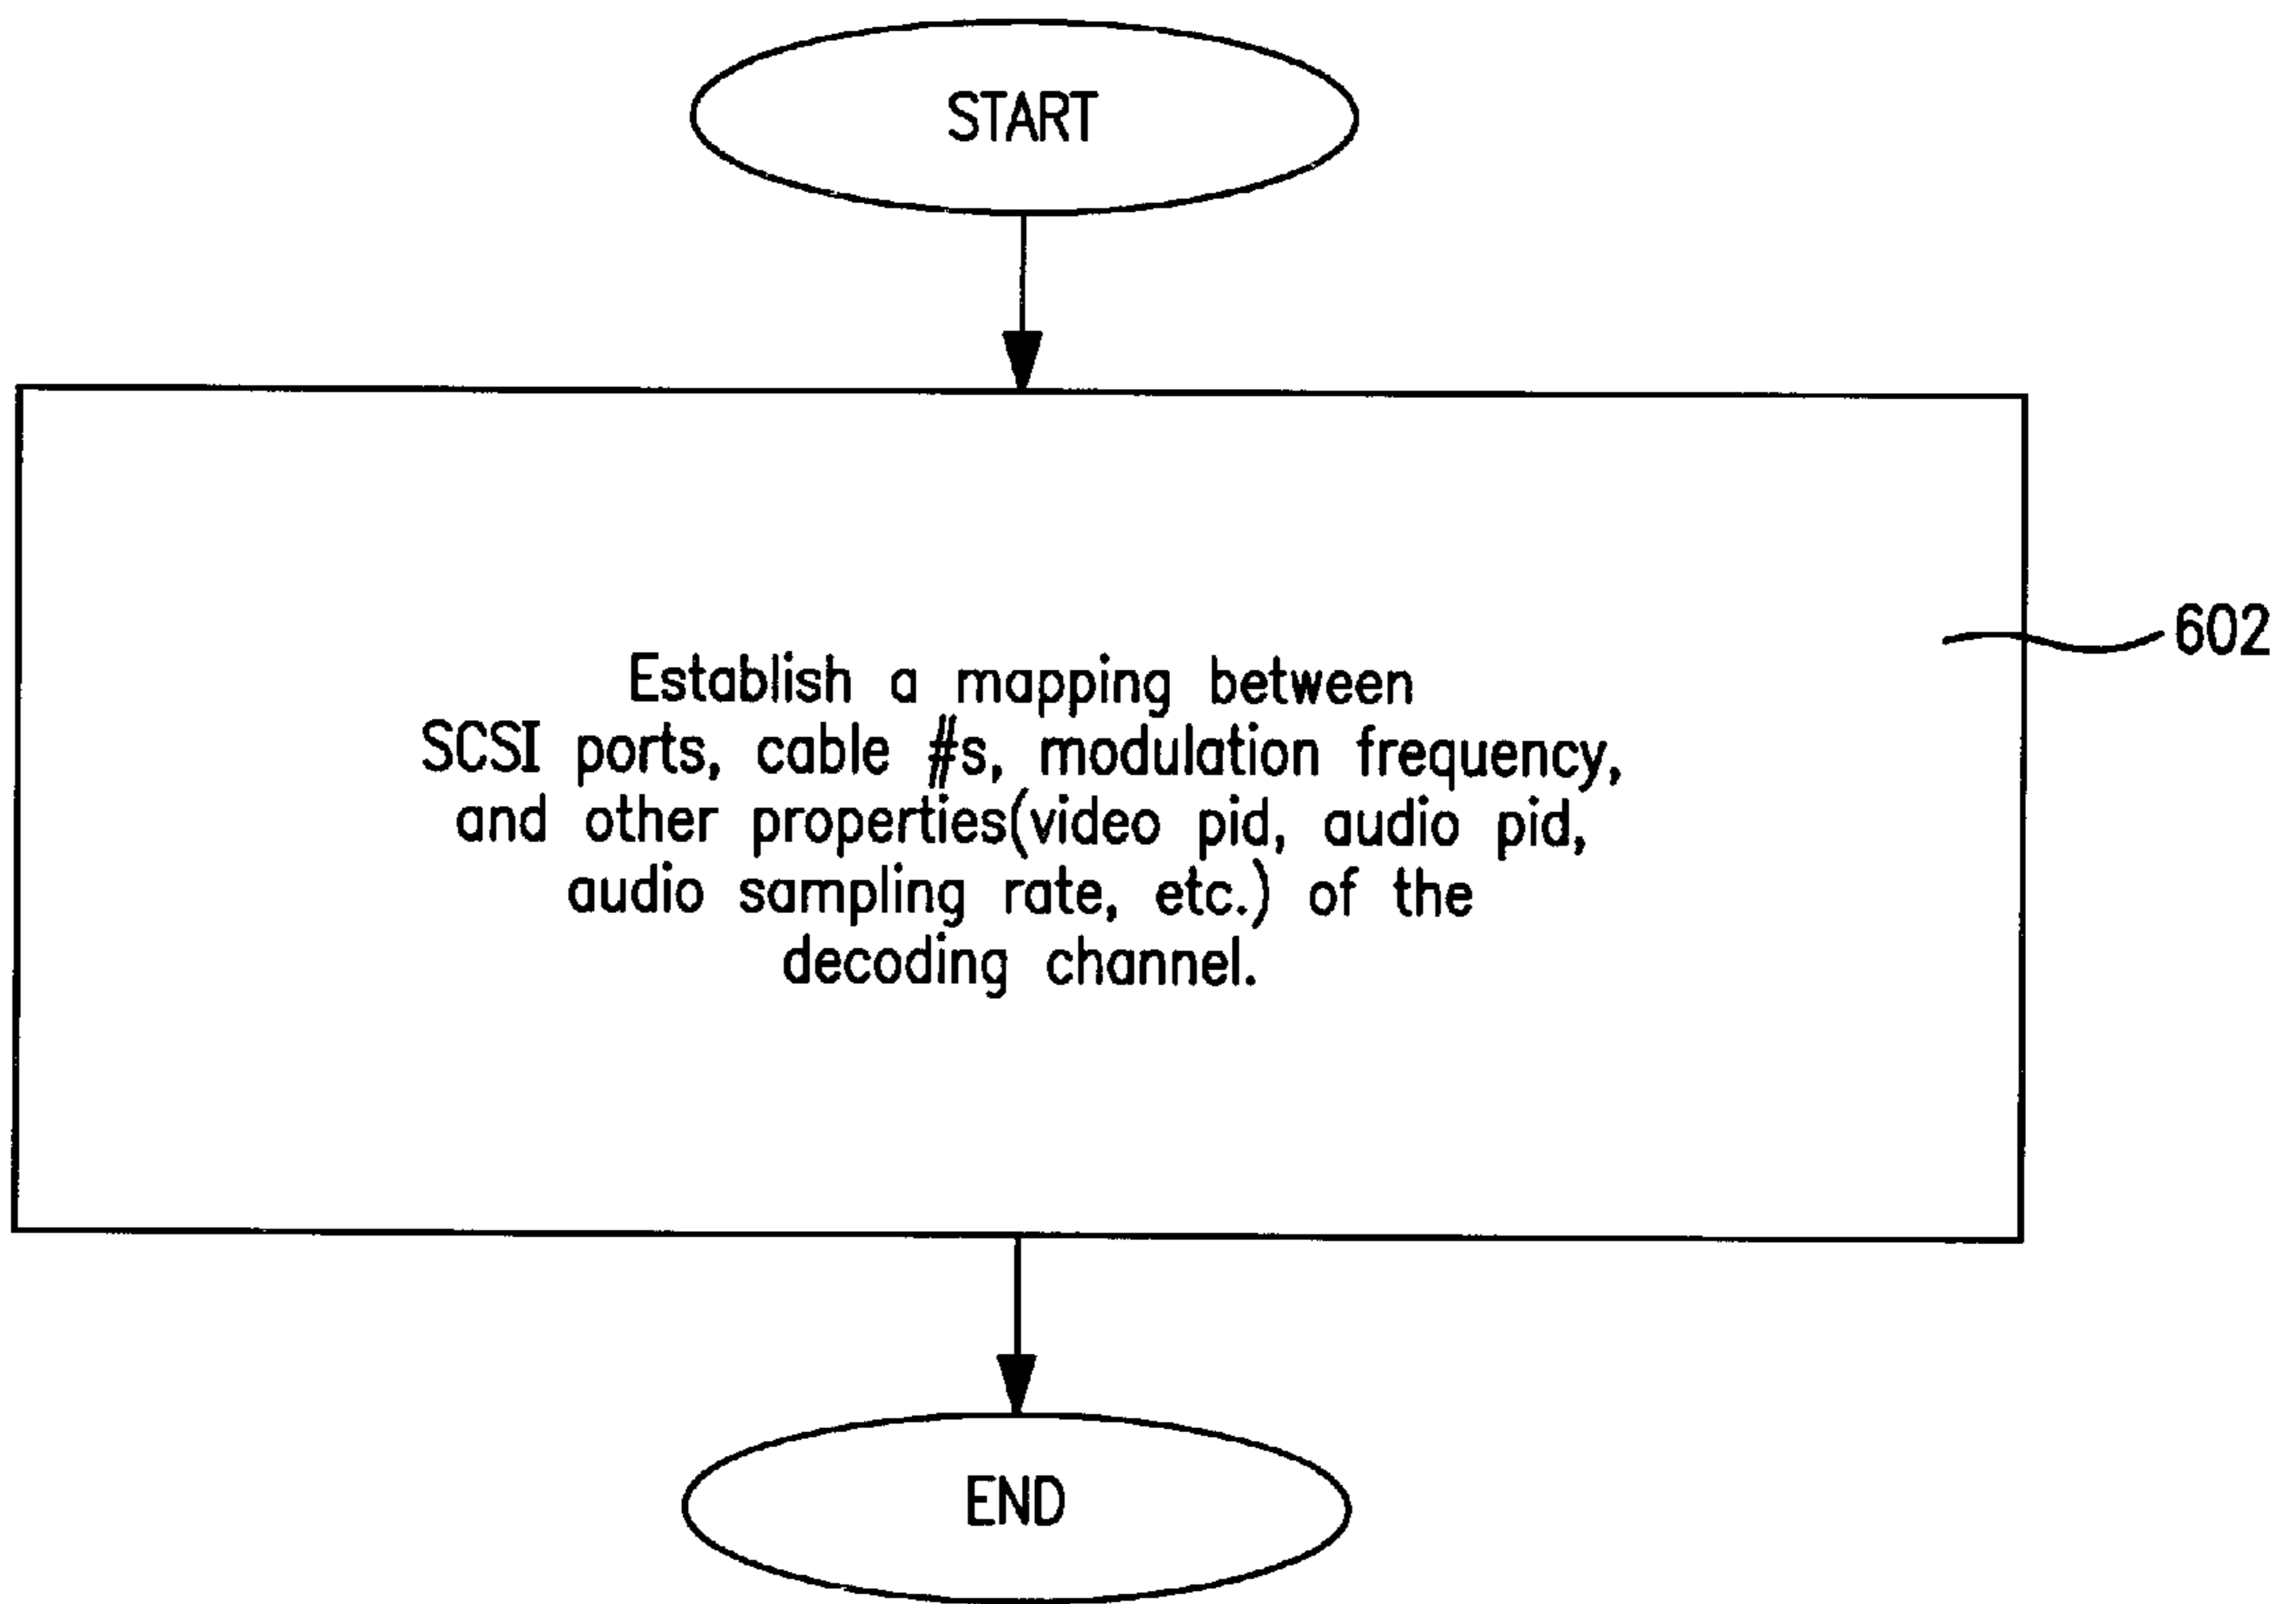 START
602
Establish a mapping between
SCSI ports, cable #s, modulation frequency,
and other properties(video pid, audio pid,
audio sampling rate, etc.) of the
decoding channel.
END